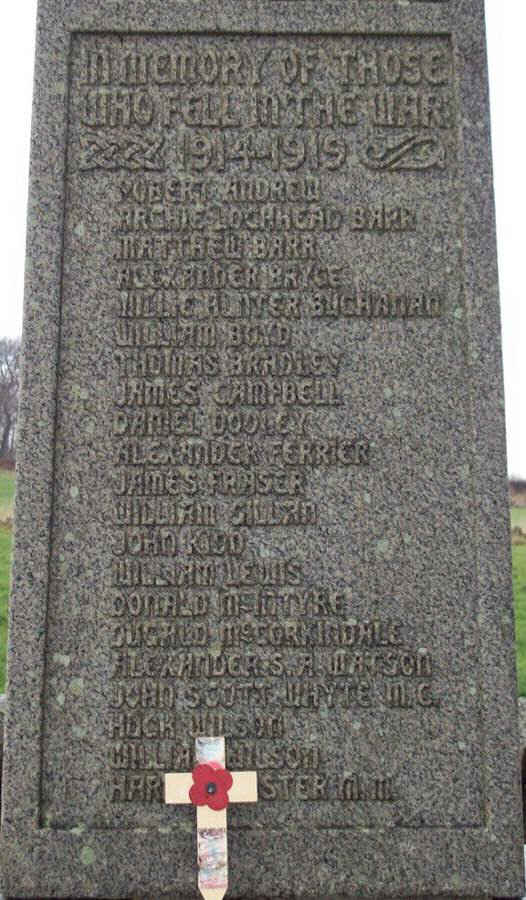 IN MEMORY OF THOSE
WHO FELL IN THE WAR
1914-1919
ROBERT ANDREW
ARCHIE LOCHHEAD BARR
MATTHEW BARR
ALEXANDER BRYCE
WILLIE HUNTER BUCHANAN
WILLIAM BOYD
THOMAS BRADLEY
JAMES CAMPBELL
DANIEL DOOLEY
ALEXANDER FERRIER
JAMES FRASER
WILLIAM GILLAN
JOHN KIDD
WILLIAM LEWIS
DONALD McINTYRE
DUGALD McCORKINDALE
ALEXANDER S. A. WATSON
JOHN SCOTT WHYTE M.C.
HUGH WILSON
WILLIAM WILSON
M.M.